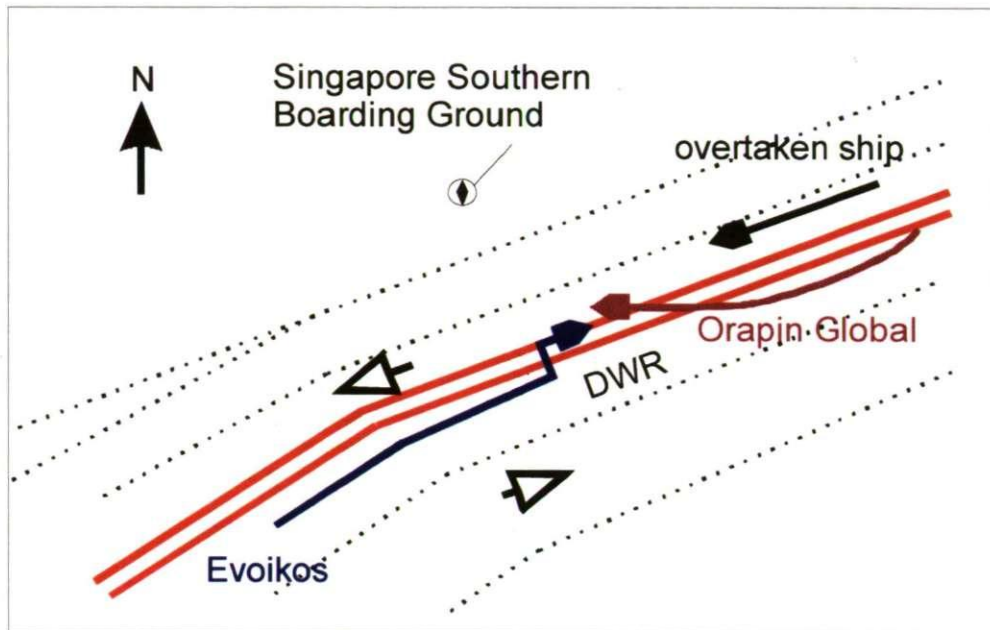 N
Singapore Southern
Boarding Ground
overtaken ship
Orapin Global
DWR
Evoikos